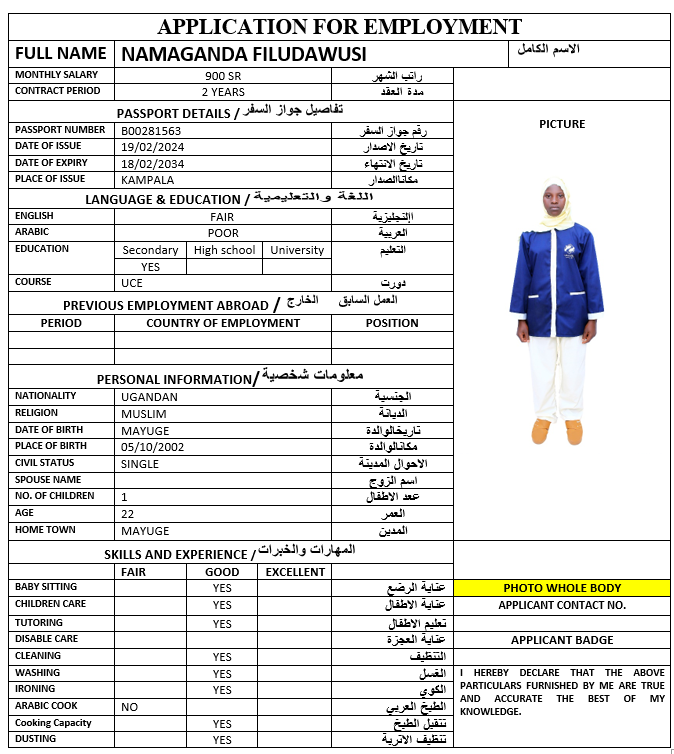 APPLICATION FOR EMPLOYMENT
FULL NAME NAMAGANDA FILUDAWUSI الاسم الكامل
MONTHLY SALARY 900 SR راتب الشهر
CONTRACT PERIOD 2 YEARS مدة العقد
PASSPORT DETAILS / تفاصيل جواز السفر
PICTURE
PASSPORT NUMBER B00281563 رقم جواز السفر
DATE OF ISSUE 19/02/2024 تاريخ الاصدار
DATE OF EXPIRY 18/02/2034 تاريخ الانتهاء
PLACE OF ISSUE KAMPALA مكاناالصدار
LANGUAGE & EDUCATION / اللغة والتعليمية
ENGLISH FAIR اإلنجليزية
ARABIC POOR العربية
EDUCATION Secondary High school University التعليم
YES
COURSE UCE دورت
PREVIOUS EMPLOYMENT ABROAD / العمل السابق الخارج
PERIOD COUNTRY OF EMPLOYMENT POSITION
PERSONAL INFORMATION/ معلومات شخصية
NATIONALITY UGANDAN الجنسية
RELIGION MUSLIM الديانة
DATE OF BIRTH MAYUGE تاريخالوالدة
PLACE OF BIRTH 05/10/2002 مكانالوالدة
CIVIL STATUS SINGLE الاحوال المدينة
SPOUSE NAME اسم الزوج
NO. OF CHILDREN 1 عدد الاطفال
AGE 22 العمر
HOME TOWN MAYUGE المدين
SKILLS AND EXPERIENCE / المهارات والخبرات
FAIR GOOD EXCELLENT
BABY SITTING YES عناية الرضع PHOTO WHOLE BODY
CHILDREN CARE YES عناية الاطفال APPLICANT CONTACT NO.
TUTORING YES تعليم الاطفال
DISABLE CARE عناية العجزة APPLICANT BADGE
CLEANING YES التنظيف
WASHING YES الغسل
IRONING YES الكوي
ARABIC COOK NO الطبخ العربي
Cooking Capacity YES تتقبل الطبخ
DUSTING YES تنظيف الاتربة
I HEREBY DECLARE THAT THE ABOVE
PARTICULARS FURNISHED BY ME ARE TRUE
AND ACCURATE THE BEST OF MY
KNOWLEDGE.